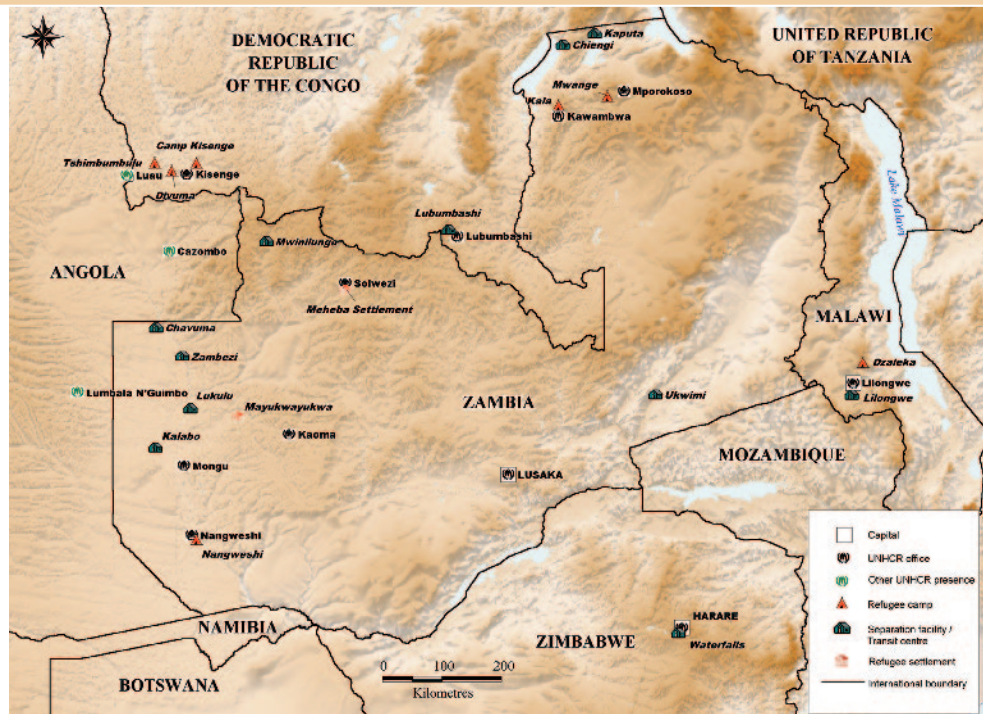 DEMOCRATIC
REPUBLIC
OF THE CONGO
UNITED REPUBLIC
OF TANZANIA
Kaputa
Chiengi
Mwange
Mporokoso
Kala
Kawambwa
Camp Kisenge
Tshimbumbulu
Luau
Kisenge
Divuma
Lake Malawi
Lubumbashi
Lubumbashi
Mwinilunga
Cazombo
ANGOLA
Solwezi
Meheba Settlement
MALAWI
Chavuma
Zambezi
Dzaleka
Lilongwe
Lilongwe
Lumbala N'Guimbo
Lukulu
Mayukwayukwa
ZAMBIA
Ukwimi
Kaoma
Kalabo
Mongu
LUSAKA
MOZAMBIQUE
Nangweshi
Nangweshi
NAMIBIA
BOTSWANA
ZIMBABWE
HARARE
Waterfalls
0 100 200
Kilometres
Capital
UNHCR office
Other UNHCR presence
Refugee camp
Separation facility /
Transit centre
Refugee settlement
International boundary